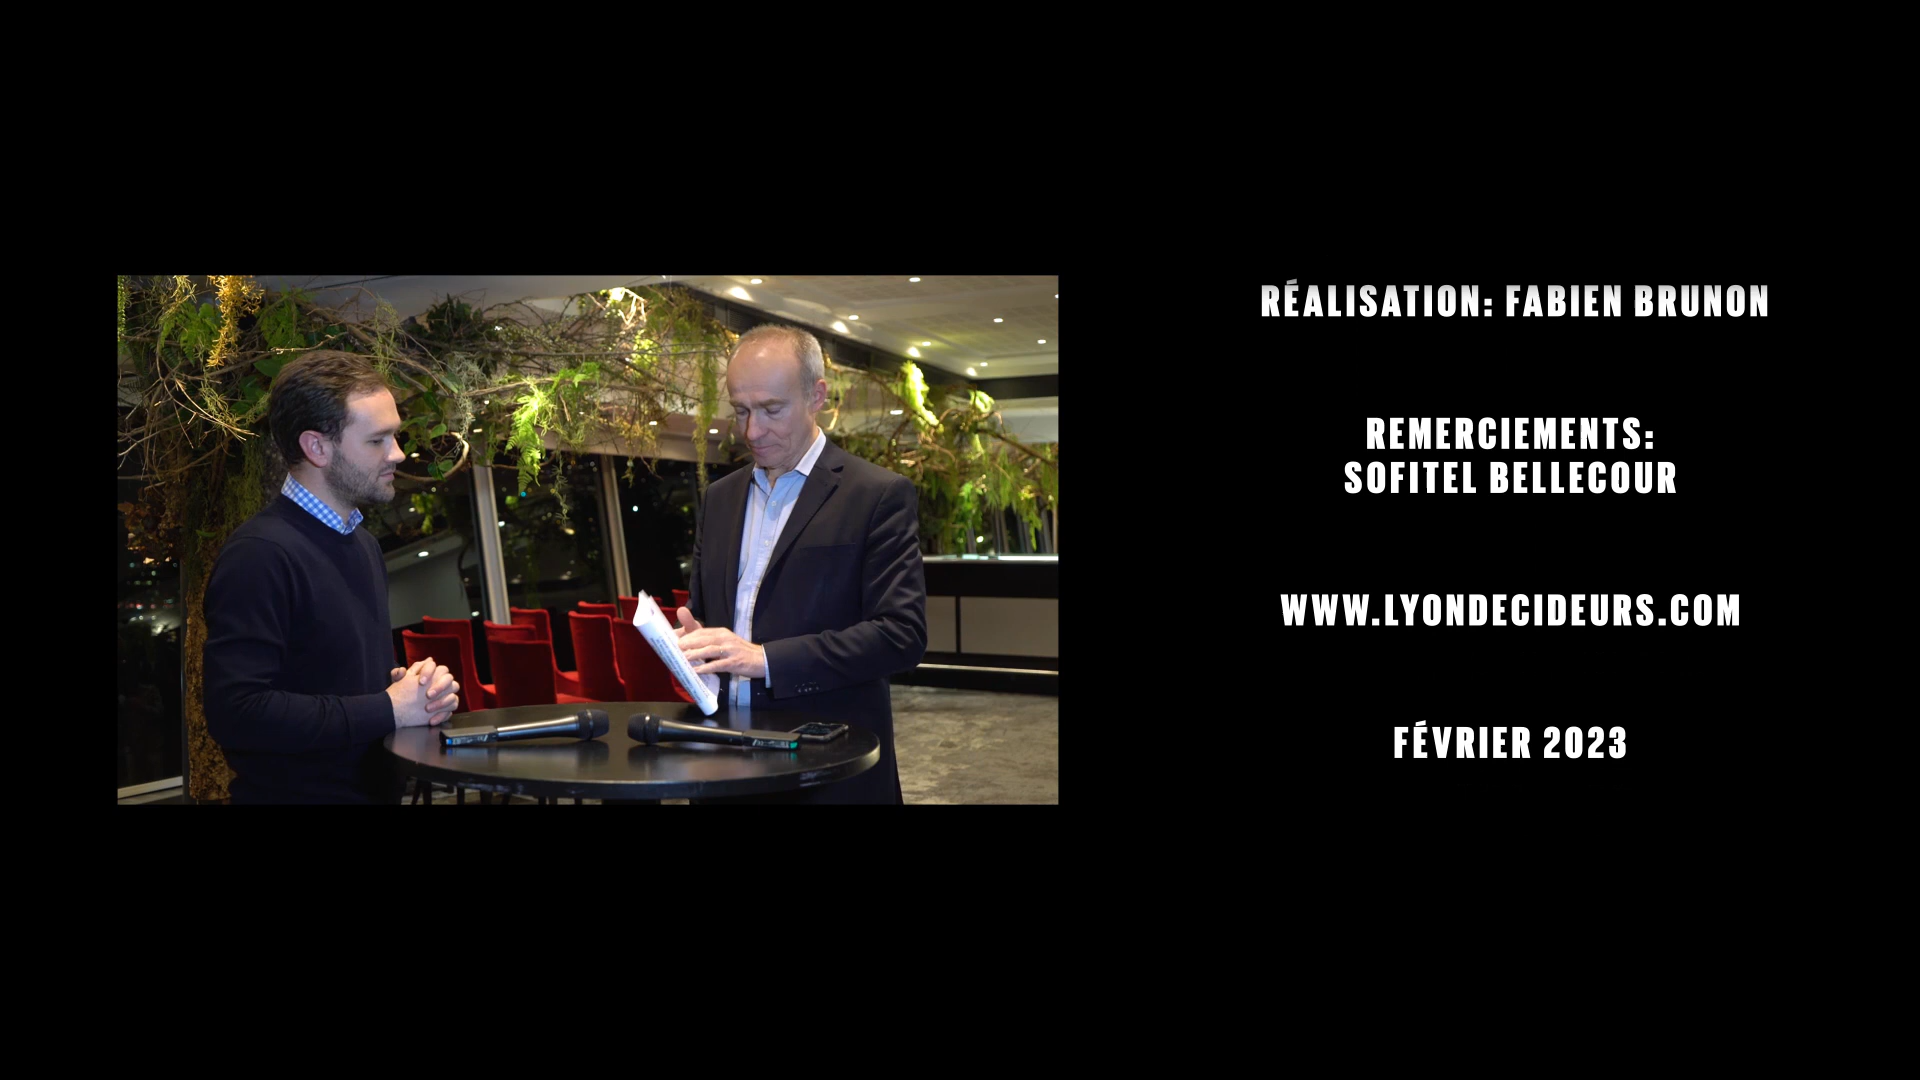 RÉALISATION: FABIEN BRUNON
REMERCIEMENTS:
SOFITEL BELLECOUR
WWW.LYONDECIDEURS.COM
FÉVRIER 2023